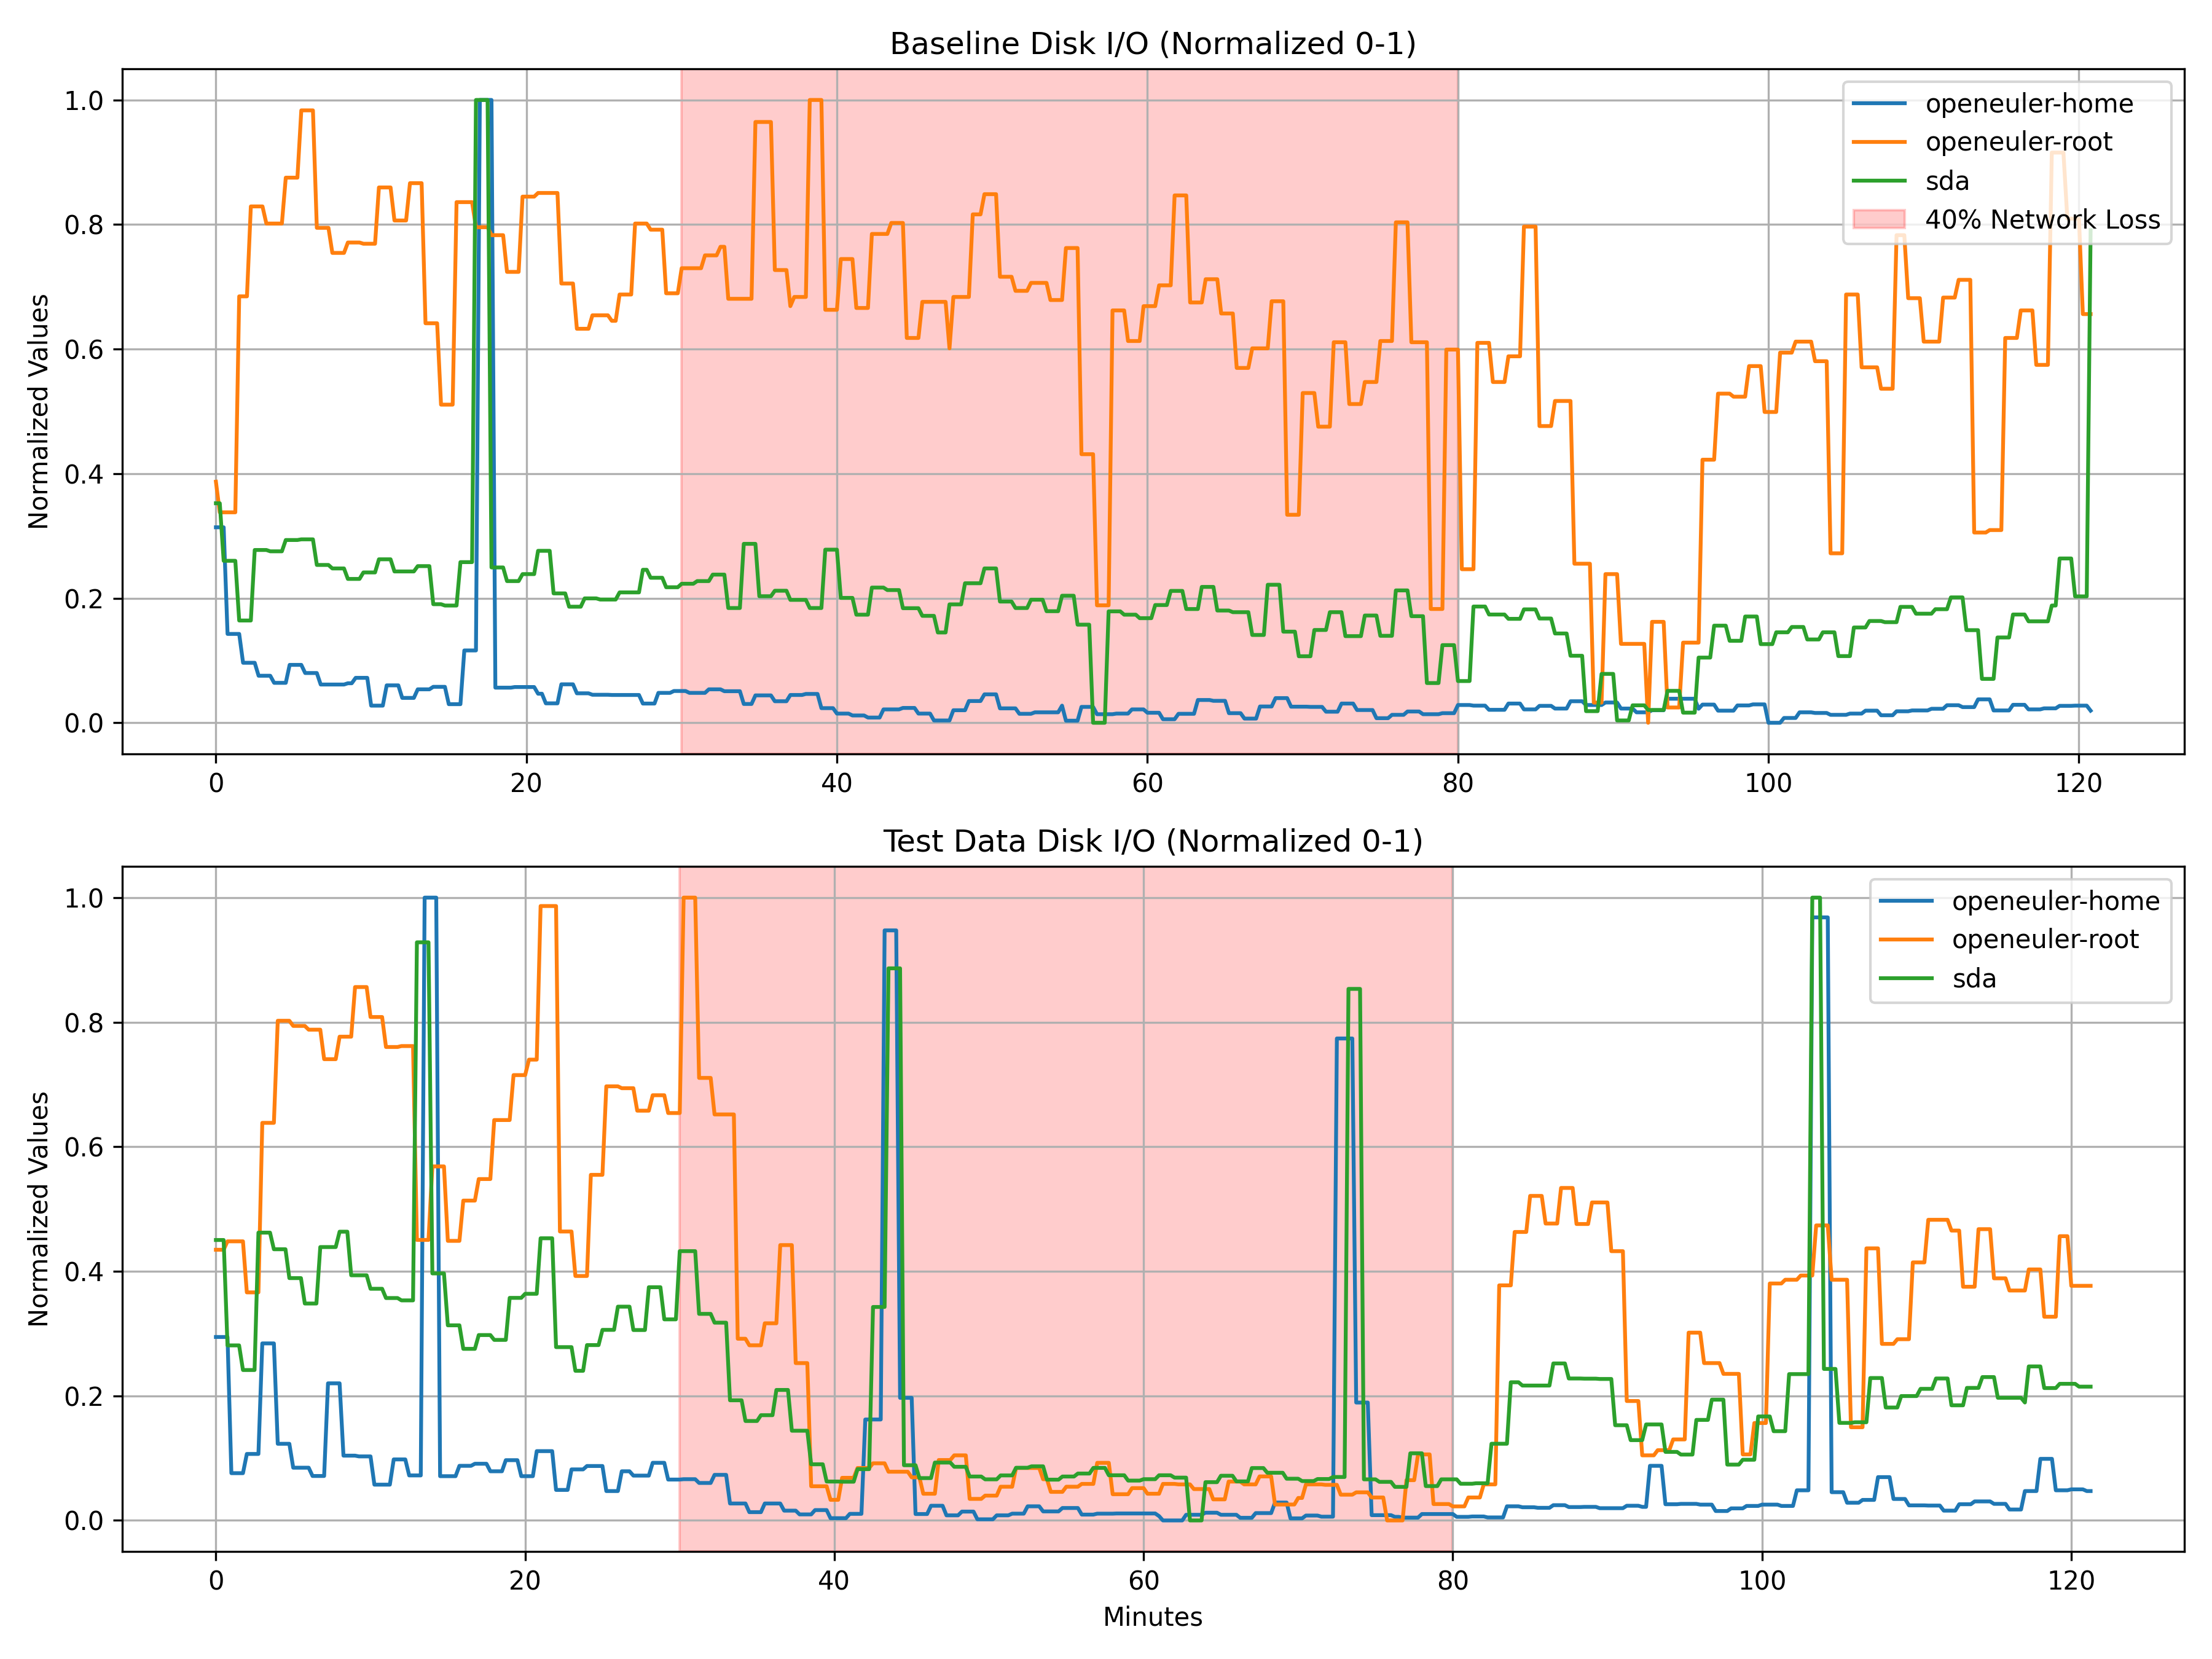 Baseline Disk I/O (Normalized 0-1)
Normalized Values
1.0
0.8
0.6
0.4
0.2
0.0
0 20 40 60 80 100 120
openeuler-home
openeuler-root
sda
40% Network Loss
Test Data Disk I/O (Normalized 0-1)
Normalized Values
1.0
0.8
0.6
0.4
0.2
0.0
0 20 40 60 80 100 120
Minutes
openeuler-home
openeuler-root
sda